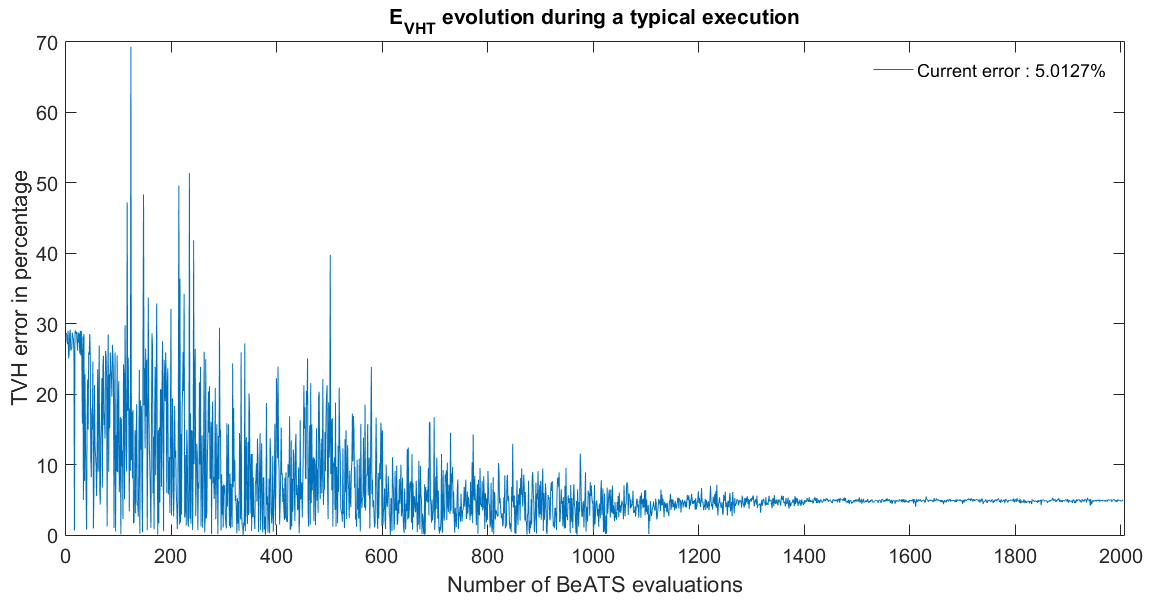 E_VHT evolution during a typical execution
Current error : 5.0127%
TVH error in percentage
70
60
50
40
30
20
10
0
0 200 400 600 800 1000 1200 1400 1600 1800 2000
Number of BeATS evaluations